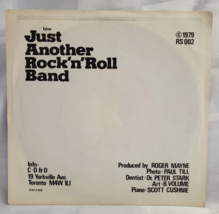 the
Just
Another
Rock'n'Roll
Band
©1979
RS 002
Info-
C·O & O
19 Yorkville Ave
Toronto M4W 1L1
Produced by ROGER MAYNE
Photo-PAUL TILL
Dentist-Dr. PETER STARK
Art-B.VOLUME
Piano-SCOTT CUSHNIE